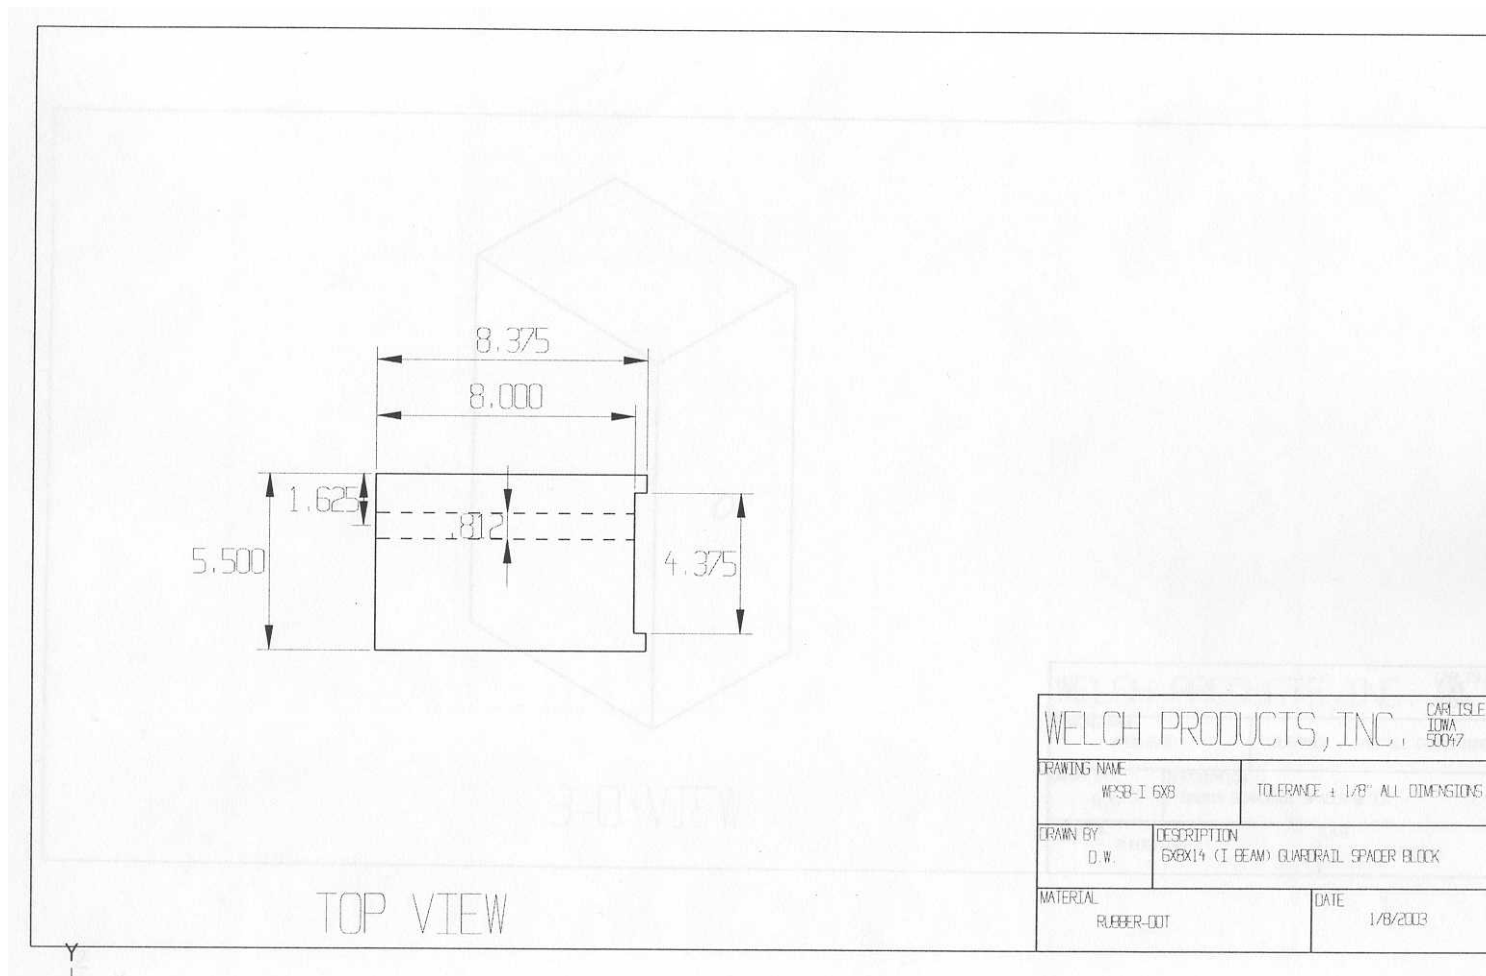 8.375
8.000
1.625
.812
5.500
4.375
WELCH PRODUCTS, INC.
CARLISLE
IOWA
50047
DRAWING NAME
WPSB-I 6X8
TOLERANCE ± 1/8" ALL DIMENSIONS
DRAWN BY
D.W.
DESCRIPTION
6X8X14 (I BEAM) GUARDRAIL SPACER BLOCK
MATERIAL
RUBBER-DOT
DATE
1/8/2003
TOP VIEW
Y